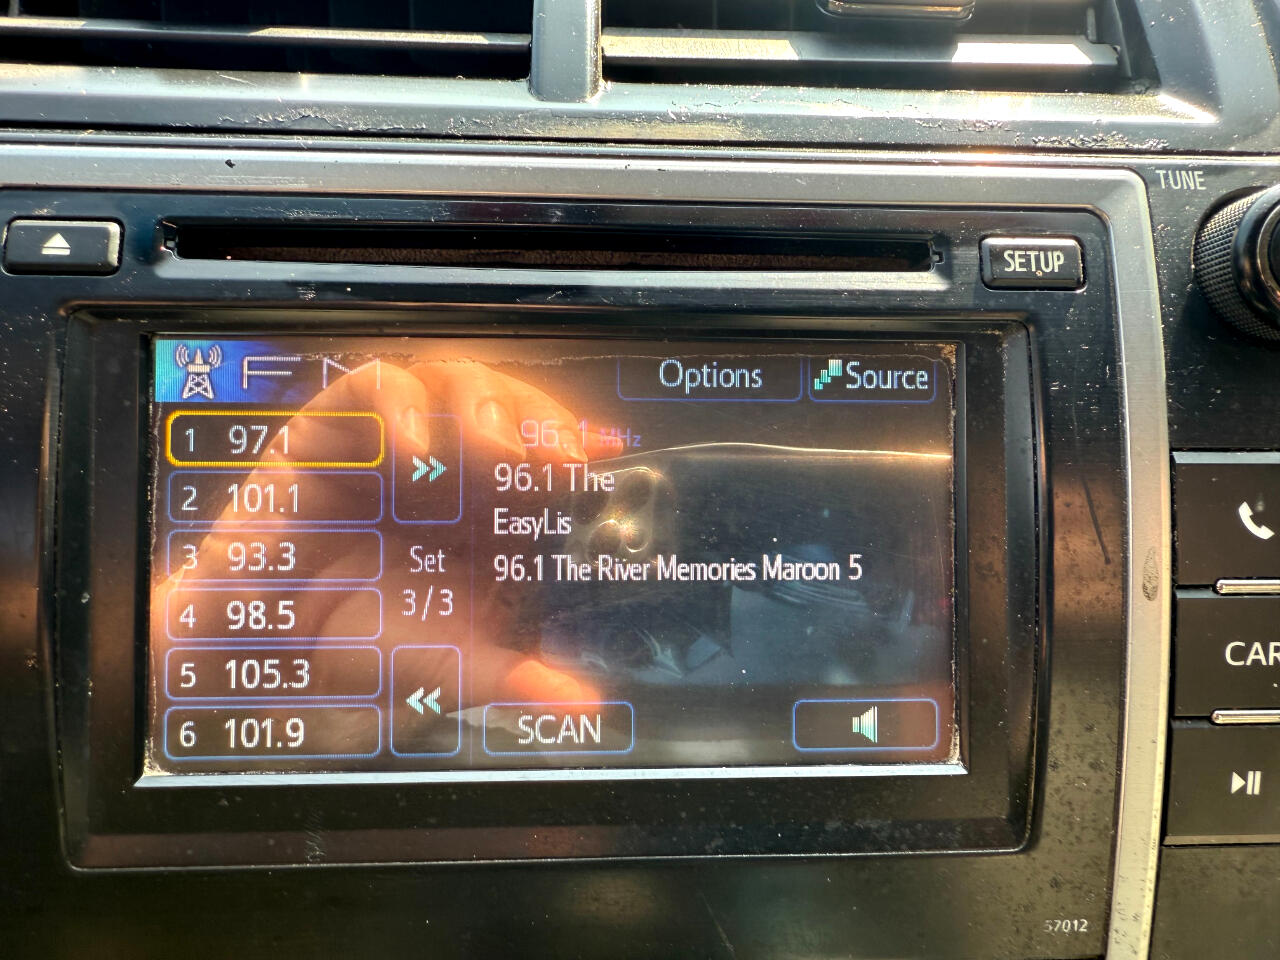 TUNE
SETUP
FM
Options
Source
1 97.1
96.1 MHz
2 101.1
96.1 The
EasyLis
3 93.3
Set
96.1 The River Memories Maroon 5
4 98.5
3/3
5 105.3
6 101.9
SCAN
CAR
57012